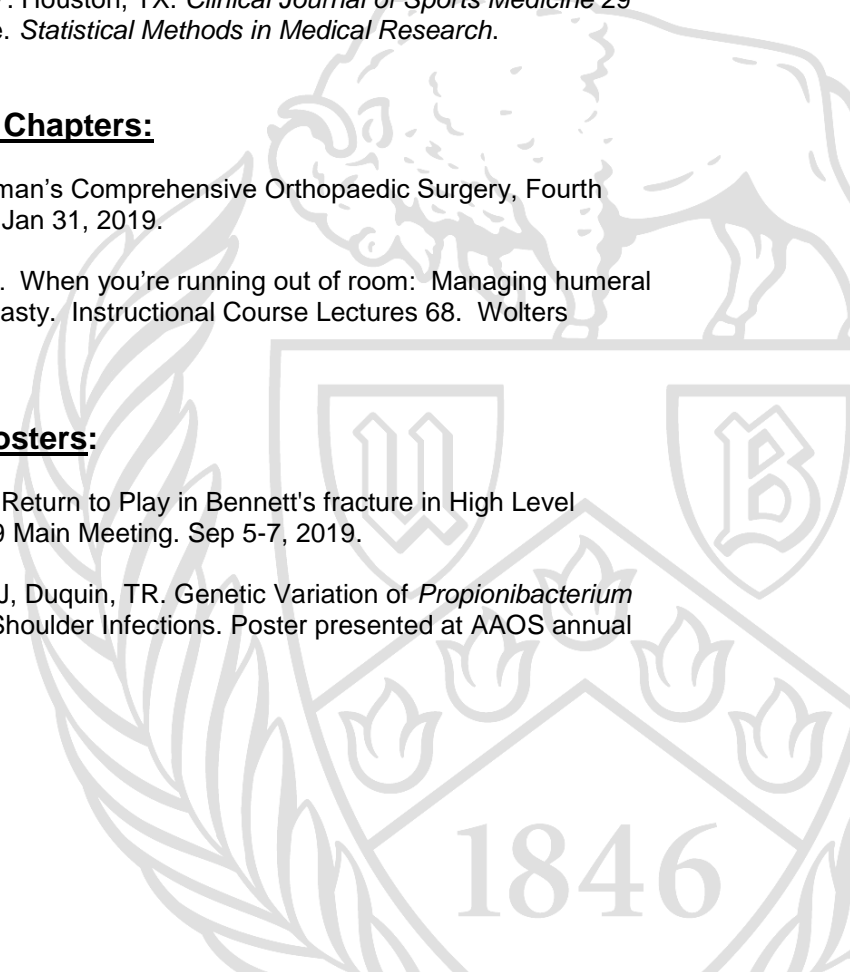 Houston, TX. Clinical Journal of Sports Medicine 29
e. Statistical Methods in Medical Research.
Chapters:
man’s Comprehensive Orthopaedic Surgery, Fourth
Jan 31, 2019.
. When you’re running out of room: Managing humeral
asty. Instructional Course Lectures 68. Wolters
osters:
Return to Play in Bennett's fracture in High Level
9 Main Meeting. Sep 5-7, 2019.
J, Duquin, TR. Genetic Variation of Propionibacterium
Shoulder Infections. Poster presented at AAOS annual
U B
1846